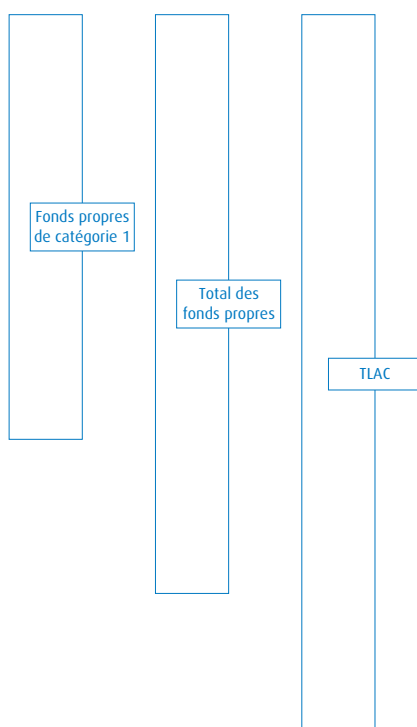 Fonds propres
de catégorie 1
Total des
fonds propres
TLAC